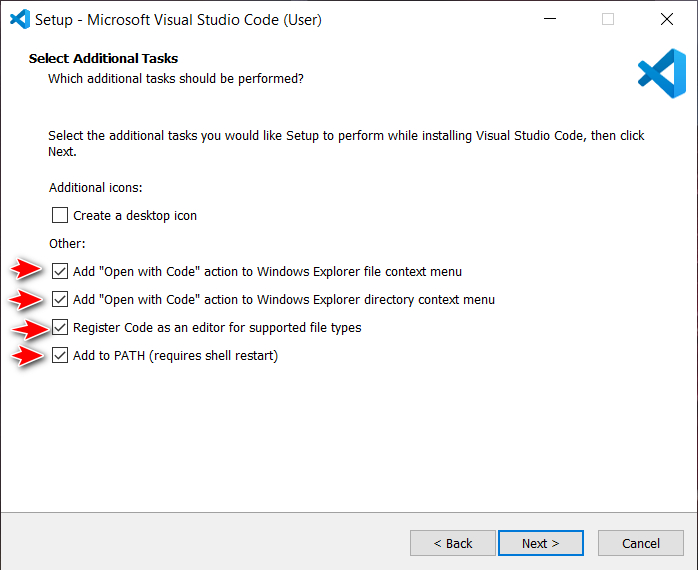 Setup - Microsoft Visual Studio Code (User)
Select Additional Tasks
Which additional tasks should be performed?
Select the additional tasks you would like Setup to perform while installing Visual Studio Code, then click
Next.
Additional icons:
Create a desktop icon
Other:
Add "Open with Code" action to Windows Explorer file context menu
Add "Open with Code" action to Windows Explorer directory context menu
Register Code as an editor for supported file types
Add to PATH (requires shell restart)
< Back Next > Cancel